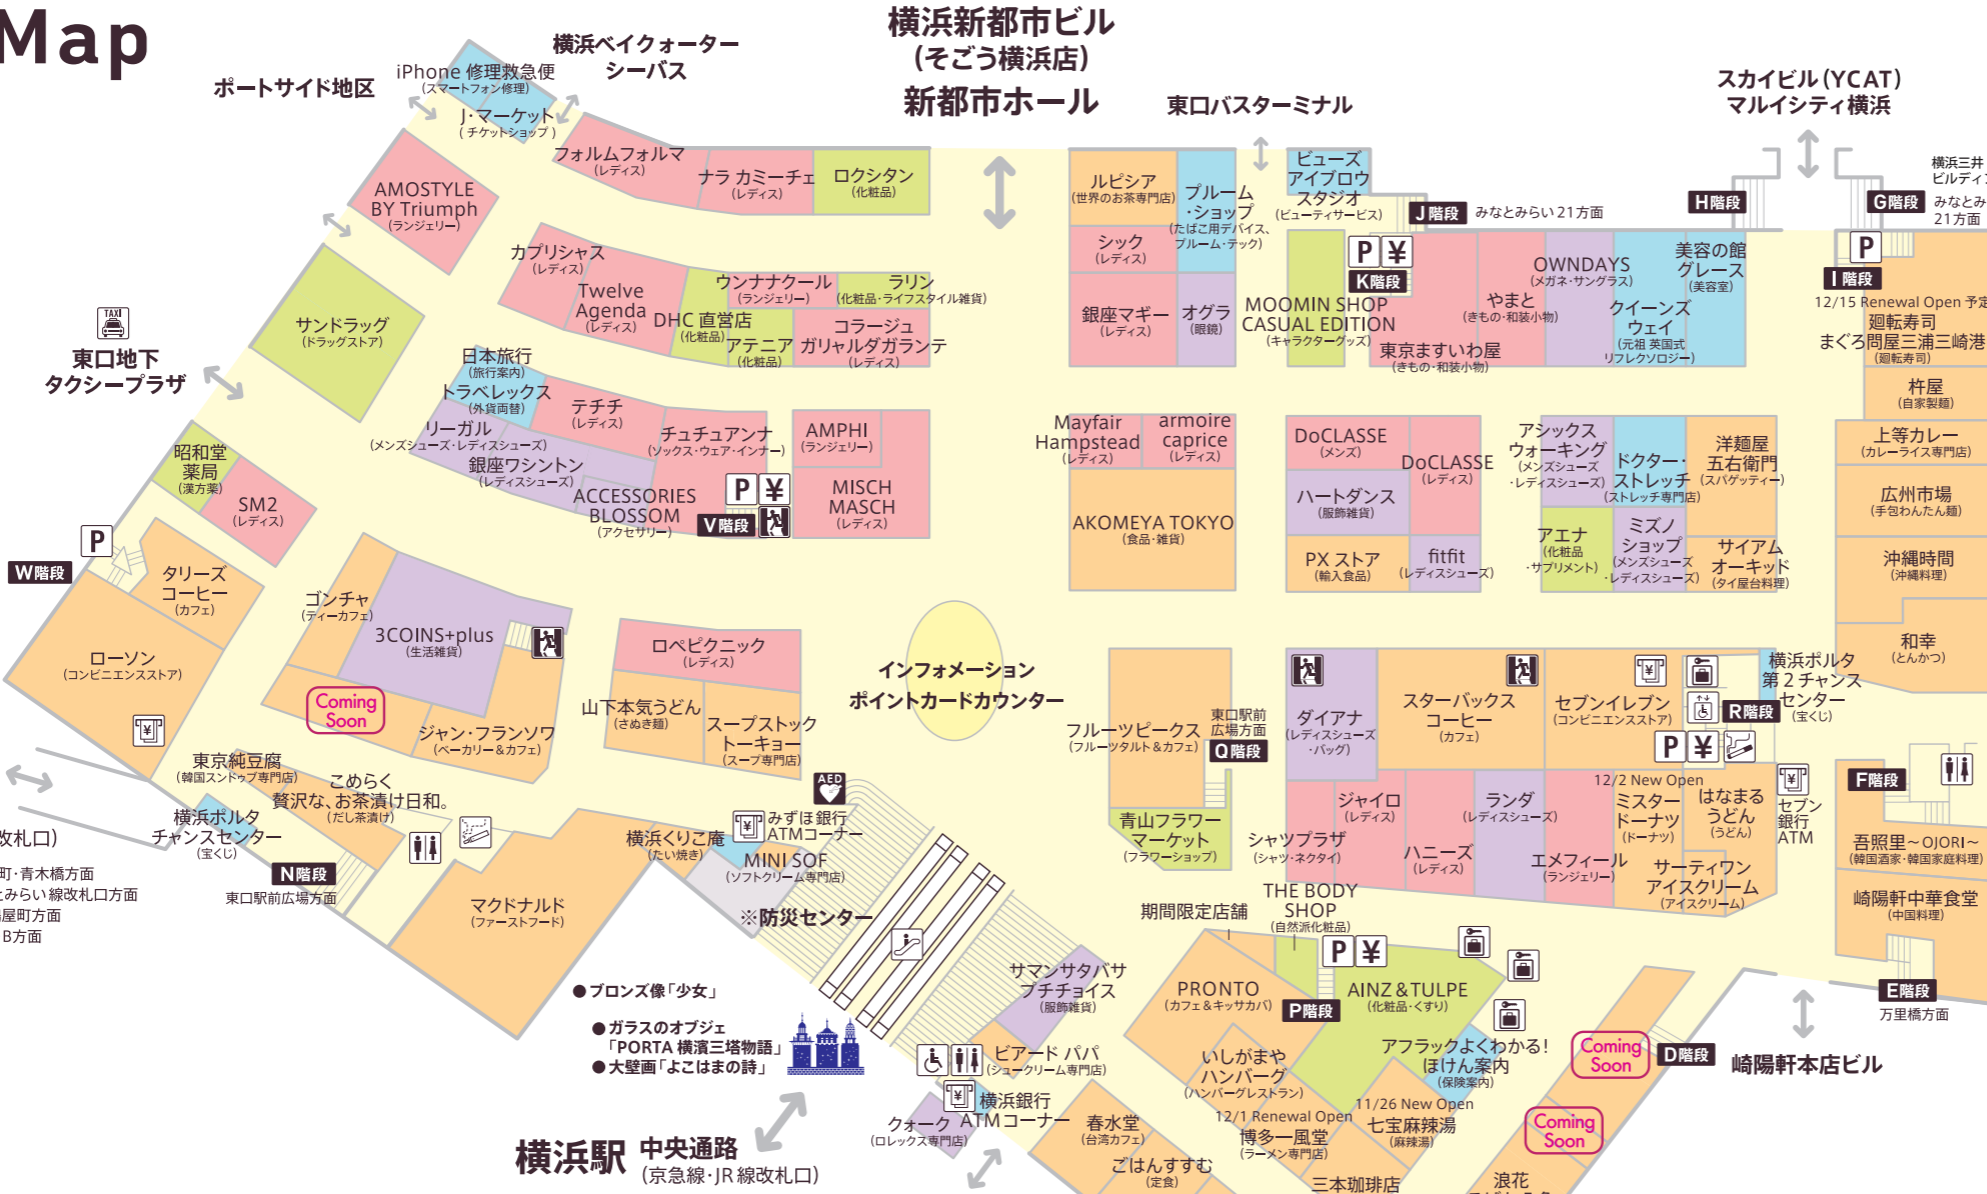 Map
ポートサイド地区
横浜ベイクォーター
シーバス
横浜新都市ビル
(そごう横浜店)
新都市ホール
東口バスターミナル
スカイビル(YCAT)
マルイシティ横浜
iPhone 修理救急便
(スマートフォン修理)
J・マーケット
(チケットショップ)
フォルムフォルマ
(レディス)
ナラ カミーチェ
(レディス)
ロクシタン
(化粧品)
AMOSTYLE
BY Triumph
(ランジェリー)
カプリシャス
(レディス)
Twelve
Agenda
(レディス)
DHC 直営店
(化粧品)
ウンナナクール
(ランジェリー)
ラリン
(化粧品・ライフスタイル雑貨)
アテニア
(化粧品)
コラージュ
ガリャルダガランテ
(レディス)
サンドラッグ
(ドラッグストア)
TAXI
東口地下
タクシープラザ
日本旅行
(旅行案内)
トラベレックス
(外貨両替)
リーガル
(メンズシューズ・レディスシューズ)
銀座ワシントン
(レディスシューズ)
テチチ
(レディス)
チュチュアンナ
(ソックス・ウェア・インナー)
ACCESSORIES
BLOSSOM
(アクセサリー)
P ¥
V階段
AMPHI
(ランジェリー)
MISCH
MASCH
(レディス)
昭和堂
薬局
(漢方薬)
SM2
(レディス)
P
W階段
タリーズ
コーヒー
(カフェ)
ローソン
(コンビニエンスストア)
¥
ゴンチャ
(ティーカフェ)
3COINS+plus
(生活雑貨)
Coming
Soon
ジャン・フランソワ
(ベーカリー&カフェ)
ロペピクニック
(レディス)
山下本気うどん
(さぬき麺)
スープストック
トーキョー
(スープ専門店)
インフォメーション
ポイントカードカウンター
東京純豆腐
(韓国スンドゥブ専門店)
こめらく
贅沢な、お茶漬け日和。
(だし茶漬け)
横浜ポルタ
チャンスセンター
(宝くじ)
N階段
東口駅前広場方面
改札口)
町・青木橋方面
とみらい線改札口方面
屋町方面
B方面
マクドナルド
(ファーストフード)
横浜くりこ庵
(たい焼き)
AED
¥
みずほ銀行
ATMコーナー
MINI SOF
(ソフトクリーム専門店)
※防災センター
●ブロンズ像「少女」
●ガラスのオブジェ
「PORTA 横濱三塔物語」
●大壁画「よこはまの詩」
横浜駅 中央通路
(京急線・JR線改札口)
サマンサタバサ
プチチョイス
(服飾雑貨)
ビアード パパ
(シュークリーム専門店)
¥
横浜銀行
ATMコーナー
クォーク
(ロレックス専門店)
春水堂
(台湾カフェ)
ごはんすすむ
(定食)
ルピシア
(世界のお茶専門店)
シック
(レディス)
銀座マギー
(レディス)
プルーム
・ショップ
(たばこ用デバイス、
プルーム・テック)
オグラ
(眼鏡)
ビューズ
アイブロウ
スタジオ
(ビューティサービス)
J階段
みなとみらい21方面
P ¥
K階段
MOOMIN SHOP
CASUAL EDITION
(キャラクターグッズ)
東京ますいわ屋
(きもの・和装小物)
やまと
(きもの・和装小物)
OWNDAYS
(メガネ・サングラス)
クイーンズ
ウェイ
(元祖 英国式
リフレクソロジー)
美容の館
グレース
(美容室)
H階段
G階段
横浜三井
ビルディン
みなとみ
21方面
P
I階段
12/15 Renewal Open 予定
廻転寿司
まぐろ問屋三浦三崎港
(廻転寿司)
杵屋
(自家製麺)
上等カレー
(カレーライス専門店)
広州市場
(手包わんたん麺)
沖縄時間
(沖縄料理)
和幸
(とんかつ)
Mayfair
Hampstead
(レディス)
armoire
caprice
(レディス)
AKOMEYA TOKYO
(食品・雑貨)
DoCLASSE
(メンズ)
DoCLASSE
(レディス)
ハートダンス
(服飾雑貨)
PX ストア
(輸入食品)
fitfit
(レディスシューズ)
アシックス
ウォーキング
(メンズシューズ
・レディスシューズ)
ドクター・
ストレッチ
(ストレッチ専門店)
洋麺屋
五右衛門
(スパゲッティー)
アエナ
(化粧品
・サプリメント)
ミズノ
ショップ
(メンズシューズ
・レディスシューズ)
サイアム
オーキッド
(タイ屋台料理)
フルーツピークス
(フルーツタルト&カフェ)
東口駅前
広場方面
Q階段
青山フラワー
マーケット
(フラワーショップ)
ダイアナ
(レディスシューズ
・バッグ)
スターバックス
コーヒー
(カフェ)
セブンイレブン
(コンビニエンスストア)
¥
R階段
P ¥
横浜ポルタ
第2チャンス
センター
(宝くじ)
シャツプラザ
(シャツ・ネクタイ)
ジャイロ
(レディス)
ハニーズ
(レディス)
ランダ
(レディスシューズ)
エメフィール
(ランジェリー)
12/2 New Open
ミスター
ドーナツ
(ドーナツ)
はなまる
うどん
(うどん)
サーティワン
アイスクリーム
(アイスクリーム)
¥
セブン
銀行
ATM
F階段
吾照里～OJORI～
(韓国酒家・韓国家庭料理)
崎陽軒中華食堂
(中国料理)
E階段
万里橋方面
期間限定店舗
THE BODY
SHOP
(自然派化粧品)
P ¥
P階段
PRONTO
(カフェ&キッサカバ)
AINZ&TULPE
(化粧品・くすり)
いしがまや
ハンバーグ
(ハンバーグレストラン)
アフラックよくわかる!
ほけん案内
(保険案内)
12/1 Renewal Open
博多一風堂
(ラーメン専門店)
11/26 New Open
七宝麻辣湯
(麻辣湯)
三本珈琲店
Coming
Soon
D階段
Coming
Soon
浪花
崎陽軒本店ビル